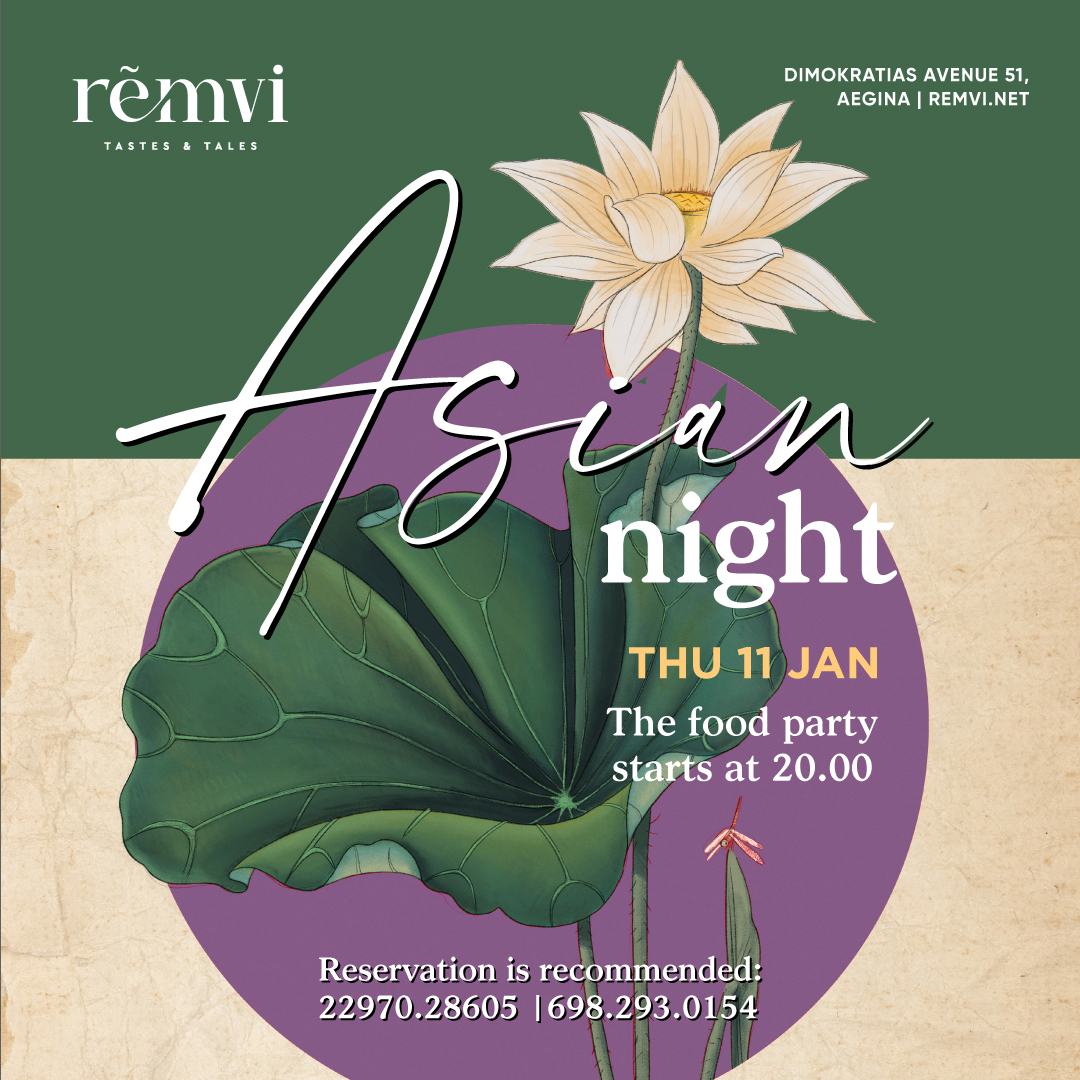 rẽmvi
TASTES & TALES
DIMOKRATIAS AVENUE 51,
AEGINA | REMVI.NET
Asian
night
THU 11 JAN
The food party
starts at 20.00
Reservation is recommended:
22970.28605 |698.293.0154